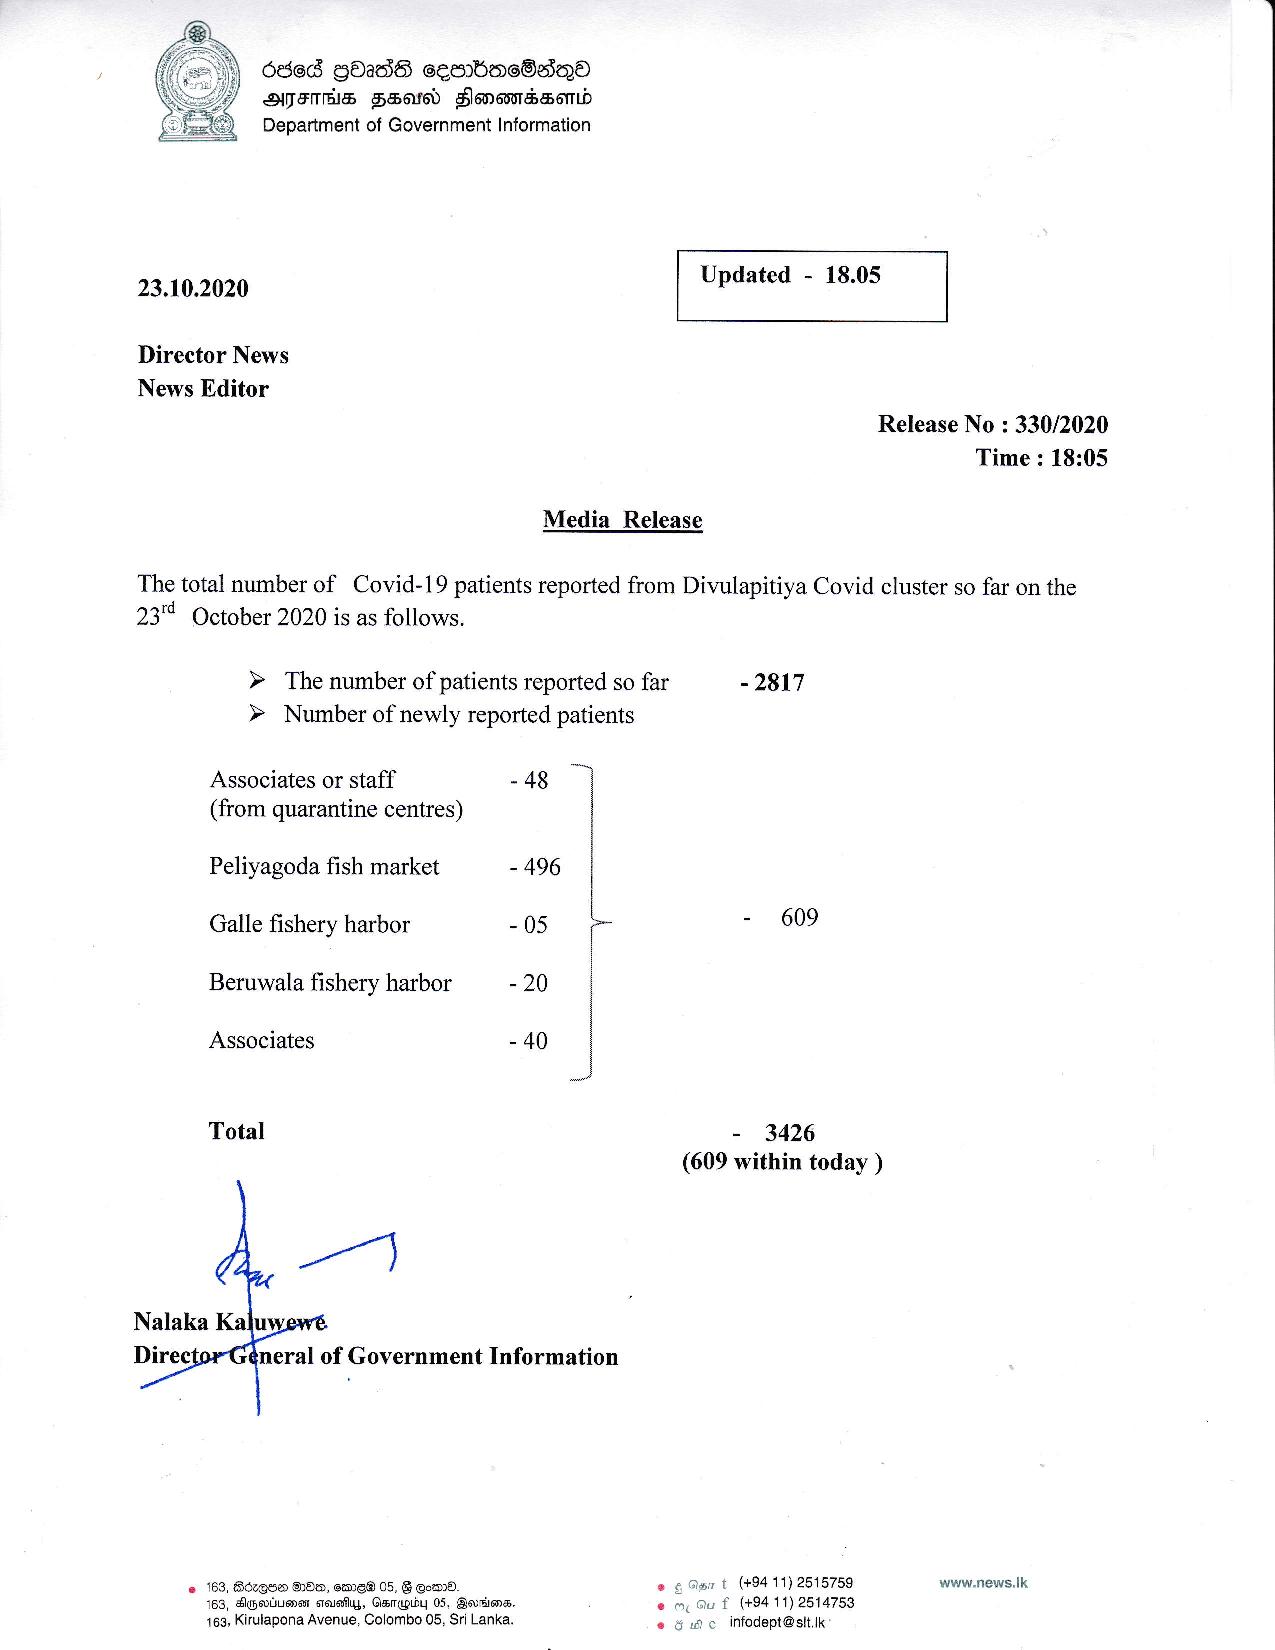 රජයේ ප්‍රවෘත්ති දෙපාර්තමේන්තුව
அரசாங்க தகவல் திணைக்களம்
Department of Government Information
Updated - 18.05
23.10.2020
Director News
News Editor
Release No : 330/2020
Time : 18:05
Media Release
The total number of Covid-19 patients reported from Divulapitiya Covid cluster so far on the
23rd October 2020 is as follows.
➢ The number of patients reported so far - 2817
➢ Number of newly reported patients
Associates or staff - 48
(from quarantine centres)
Peliyagoda fish market - 496
Galle fishery harbor - 05
- 609
Beruwala fishery harbor - 20
Associates - 40
Total - 3426
(609 within today )
Nalaka Kaluwewe
Director General of Government Information
163, කිරුලපන මාවත, කොළඹ 05, ශ්‍රී ලංකාව.
163, கிருலப்பனை எவனியூ, கொழும்பு 05, இலங்கை.
163, Kirulapona Avenue, Colombo 05, Sri Lanka.
දු தொ t (+94 11) 2515759
ෆැ பெ f (+94 11) 2514753
ඊ மி infodept@slt.lk
www.news.lk